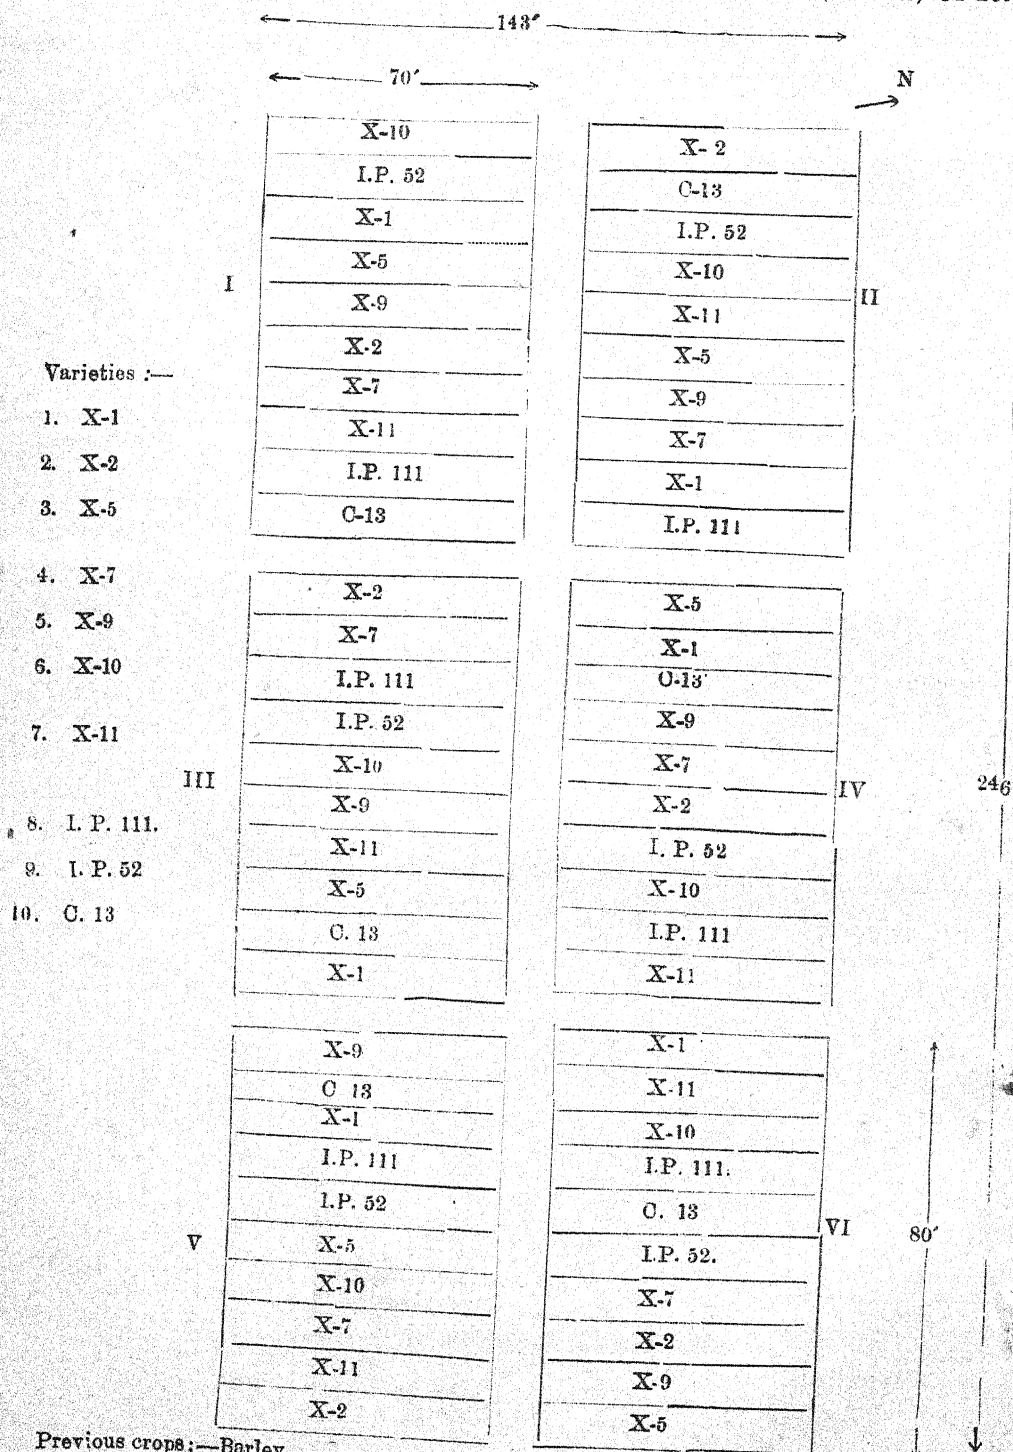 143′
70′
N
I
X-10
I.P. 52
X-1
X-5
X-9
X-2
X-7
X-11
I.P. 111
C-13
II
X- 2
C-13
I.P. 52
X-10
X-11
X-5
X-9
X-7
X-1
I.P. 111
Varieties :—
1. X-1
2. X-2
3. X-5
4. X-7
5. X-9
6. X-10
7. X-11
8. I. P. 111.
9. I. P. 52
10. C. 13
III
X-2
X-7
I.P. 111
I.P. 52
X-10
X-9
X-11
X-5
C. 13
X-1
IV
X-5
X-1
C-13
X-9
X-7
X-2
I. P. 52
X-10
I.P. 111
X-11
246
V
X-9
C 13
X-1
I.P. 111
I.P. 52
X-5
X-10
X-7
X-11
X-2
VI
X-1
X-11
X-10
I.P. 111.
C. 13
I.P. 52.
X-7
X-2
X-9
X-5
80′
Previous crops:—Barley